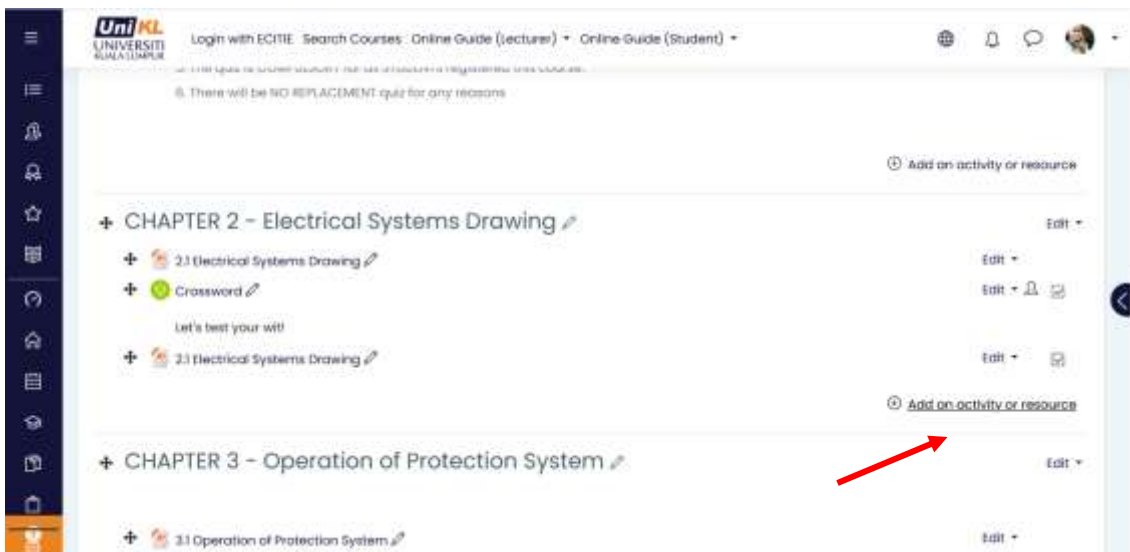 UniKL
UNIVERSITI
KUALA LUMPUR
Login with ECITIE Search Courses Online Guide (Lecturer) Online Guide (Student)
6. There will be NO REPLACEMENT quiz for any reasons
Add an activity or resource
CHAPTER 2 - Electrical Systems Drawing
Edit
2.1 Electrical Systems Drawing
Edit
Crossword
Edit
Let's test your wit!
2.1 Electrical Systems Drawing
Edit
Add an activity or resource
CHAPTER 3 - Operation of Protection System
Edit
3.1 Operation of Protection System
Edit